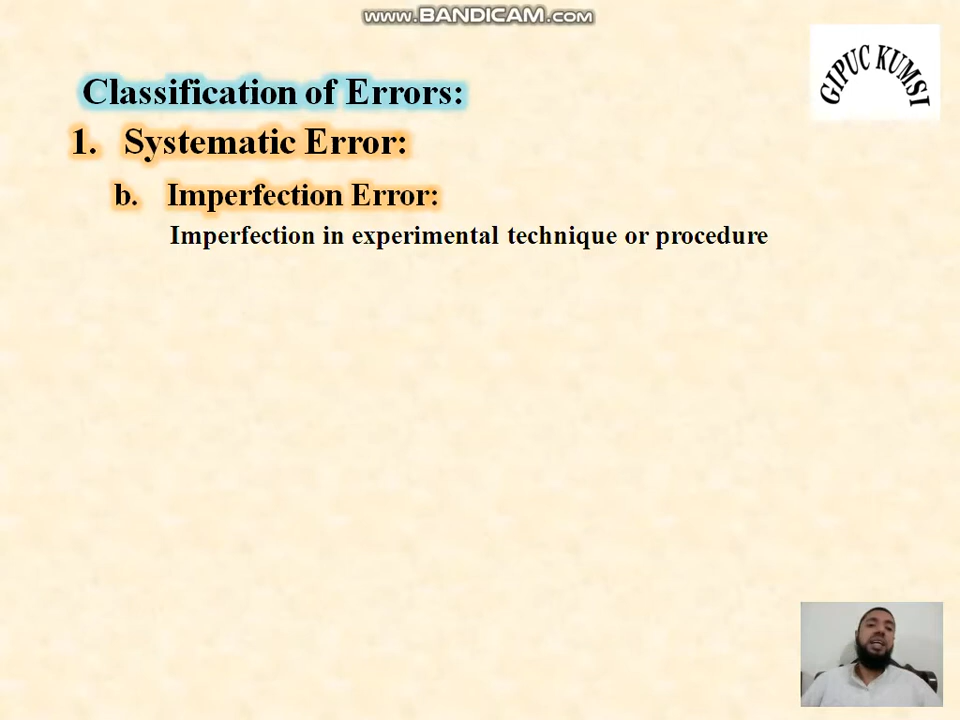 www.BANDICAM.com
GIPUC KUMSI
Classification of Errors:
1. Systematic Error:
b. Imperfection Error:
Imperfection in experimental technique or procedure